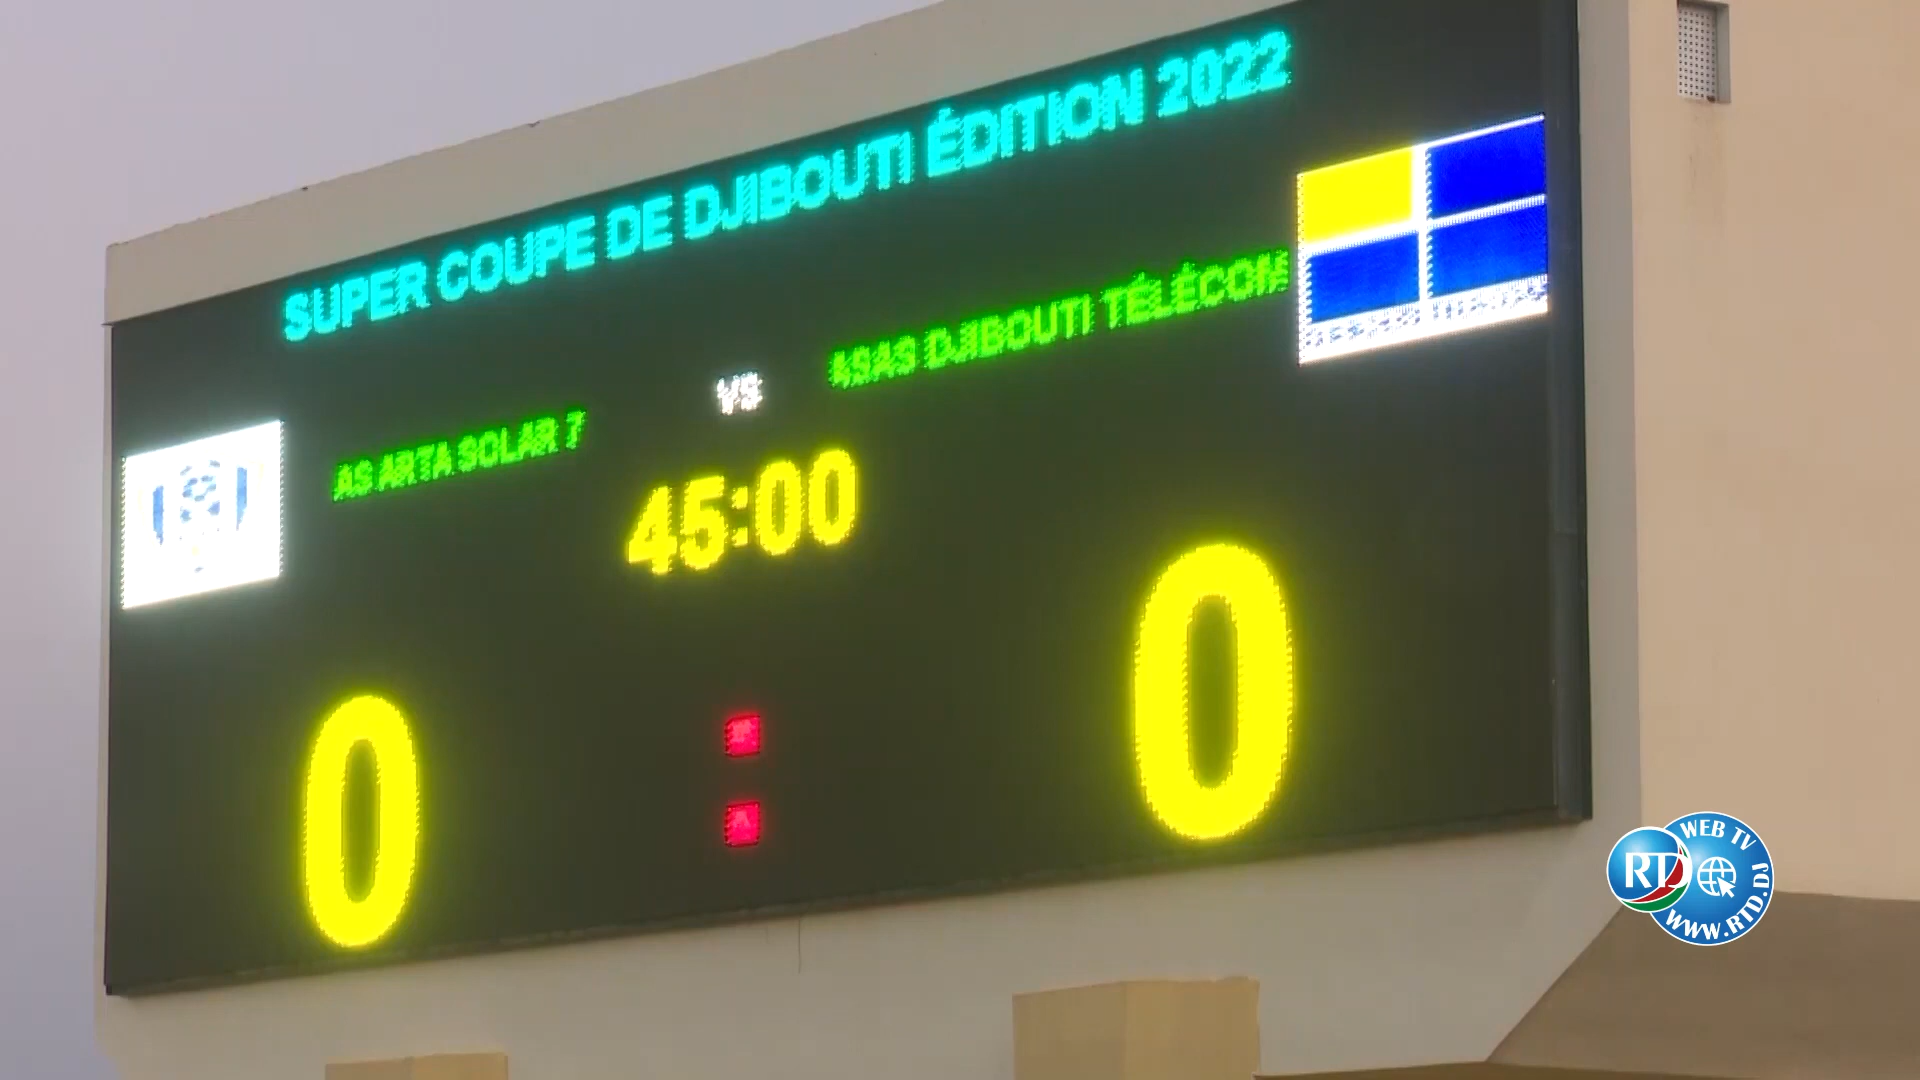 SUPER COUPE DE DJIBOUTI ÉDITION 2022
AS ARTA SOLAR 7
VS
ASAS DJIBOUTI TÉLÉCOM
45:00
0 : 0
WEB TV
RTD
WWW.RTD.DJ